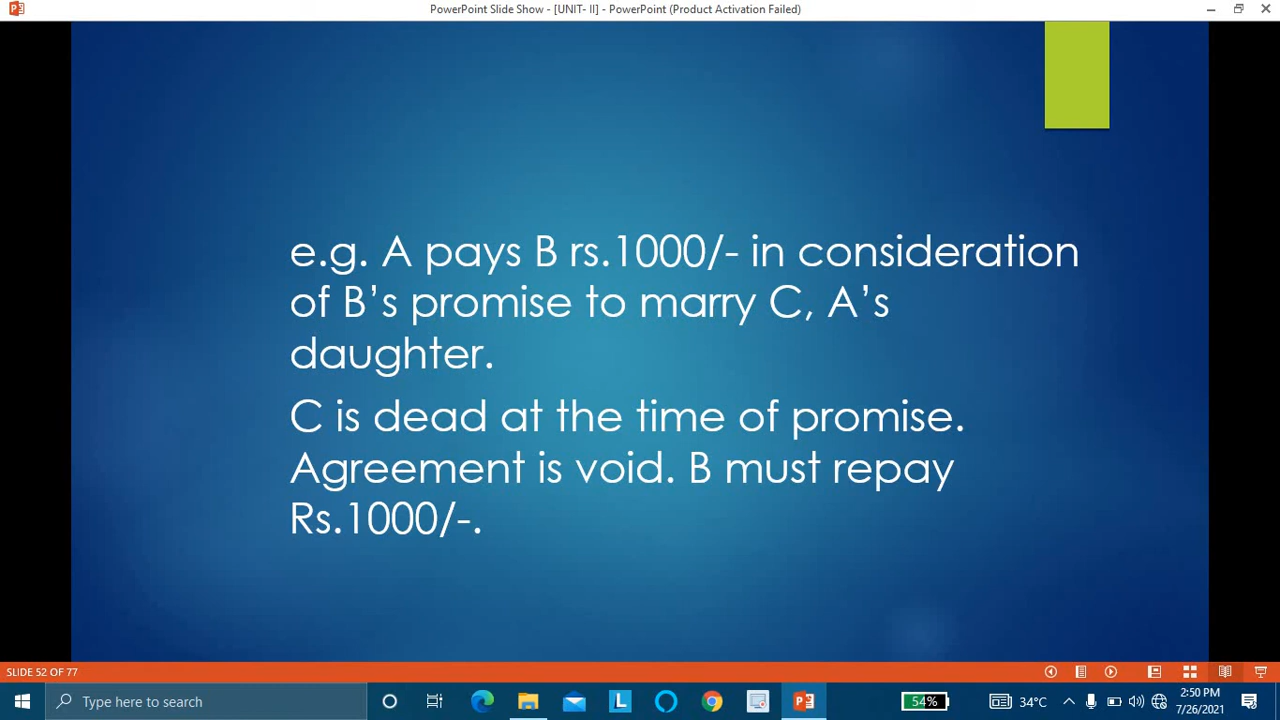 PowerPoint Slide Show - [UNIT- II] - PowerPoint (Product Activation Failed)
e.g. A pays B rs.1000/- in consideration
of B’s promise to marry C, A’s
daughter.
C is dead at the time of promise.
Agreement is void. B must repay
Rs.1000/-.
SLIDE 52 OF 77
Type here to search
L
54%
34°C
2:50 PM
7/26/2021